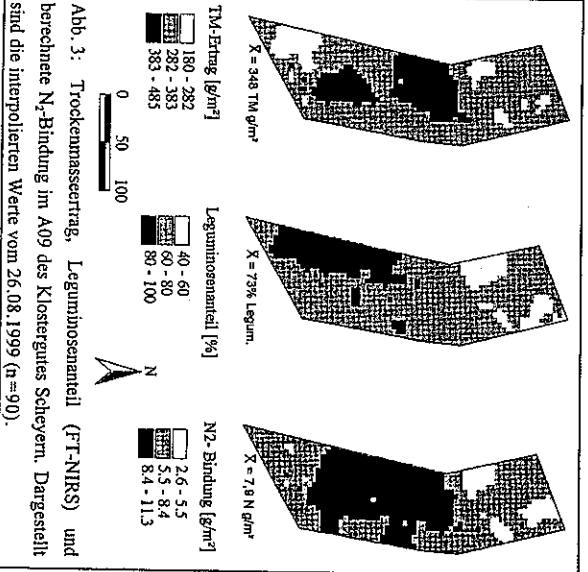 X̄ = 348 TM g/m²
X̄ = 73% Legum.
X̄ = 7,9 N g/m²
TM-Ertrag [g/m²]
180 - 282
282 - 383
383 - 485
Leguminosenanteil [%]
40 - 60
60 - 80
80 - 100
N2- Bindung [g/m²]
2.6 - 5.5
5.5 - 8.4
8.4 - 11.3
0 50 100
N
Abb. 3: Trockenmasseertrag, Leguminosenanteil (FT-NIRS) und
berechnete N₂-Bindung im A09 des Klostergutes Scheyern. Dargestellt
sind die interpolierten Werte vom 26.08.1999 (n=90).